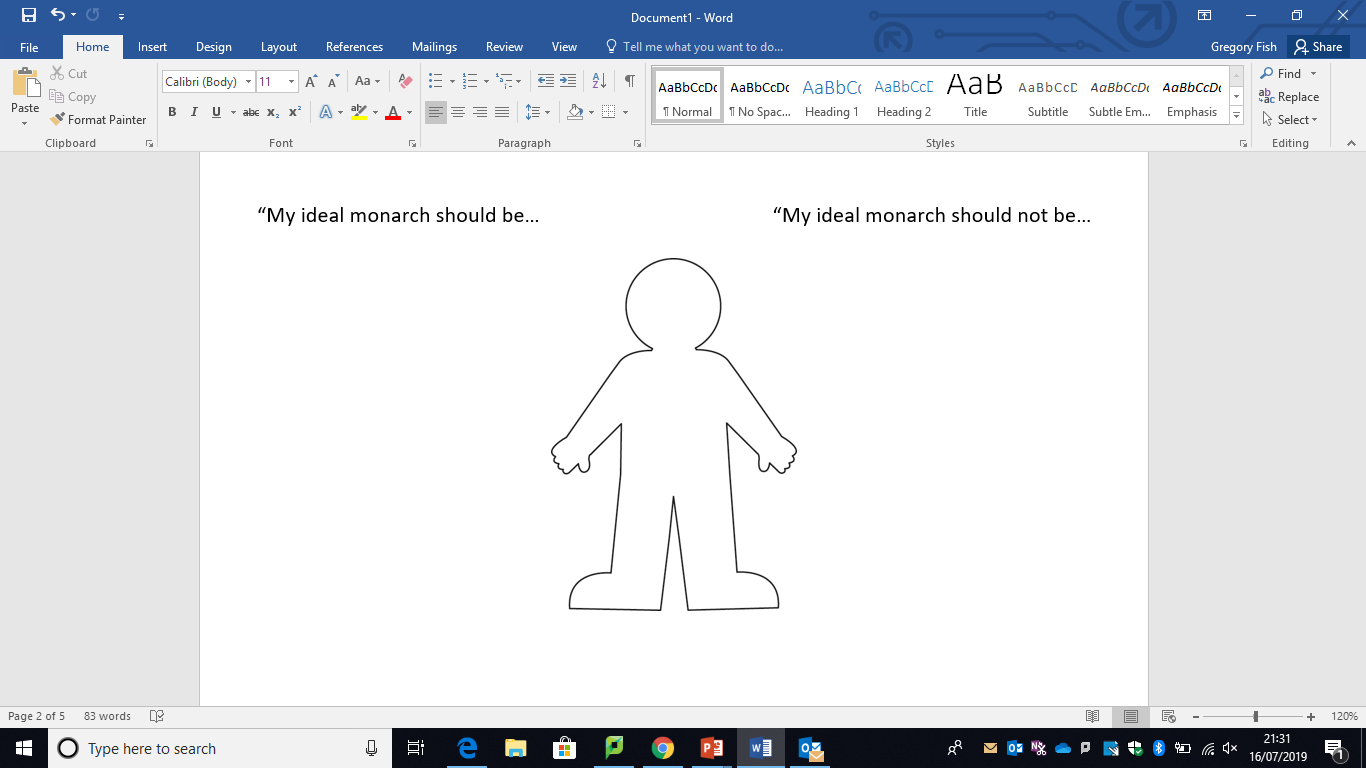 Document1 - Word
File Home Insert Design Layout References Mailings Review View Tell me what you want to do... Gregory Fish Share
Paste
Cut
Copy
Format Painter
Clipboard
Calibri (Body) 11
Font
Paragraph
AaBbCcDc AaBbCcDc AaBbCc AaBbCcC AaB AaBbCcD AaBbCcDc AaBbCcDc
¶ Normal ¶ No Spac... Heading 1 Heading 2 Title Subtitle Subtle Em... Emphasis
Styles
Find
Replace
Select
Editing
“My ideal monarch should be... “My ideal monarch should not be...
Page 2 of 5 83 words 120%
Type here to search
21:31
16/07/2019
1